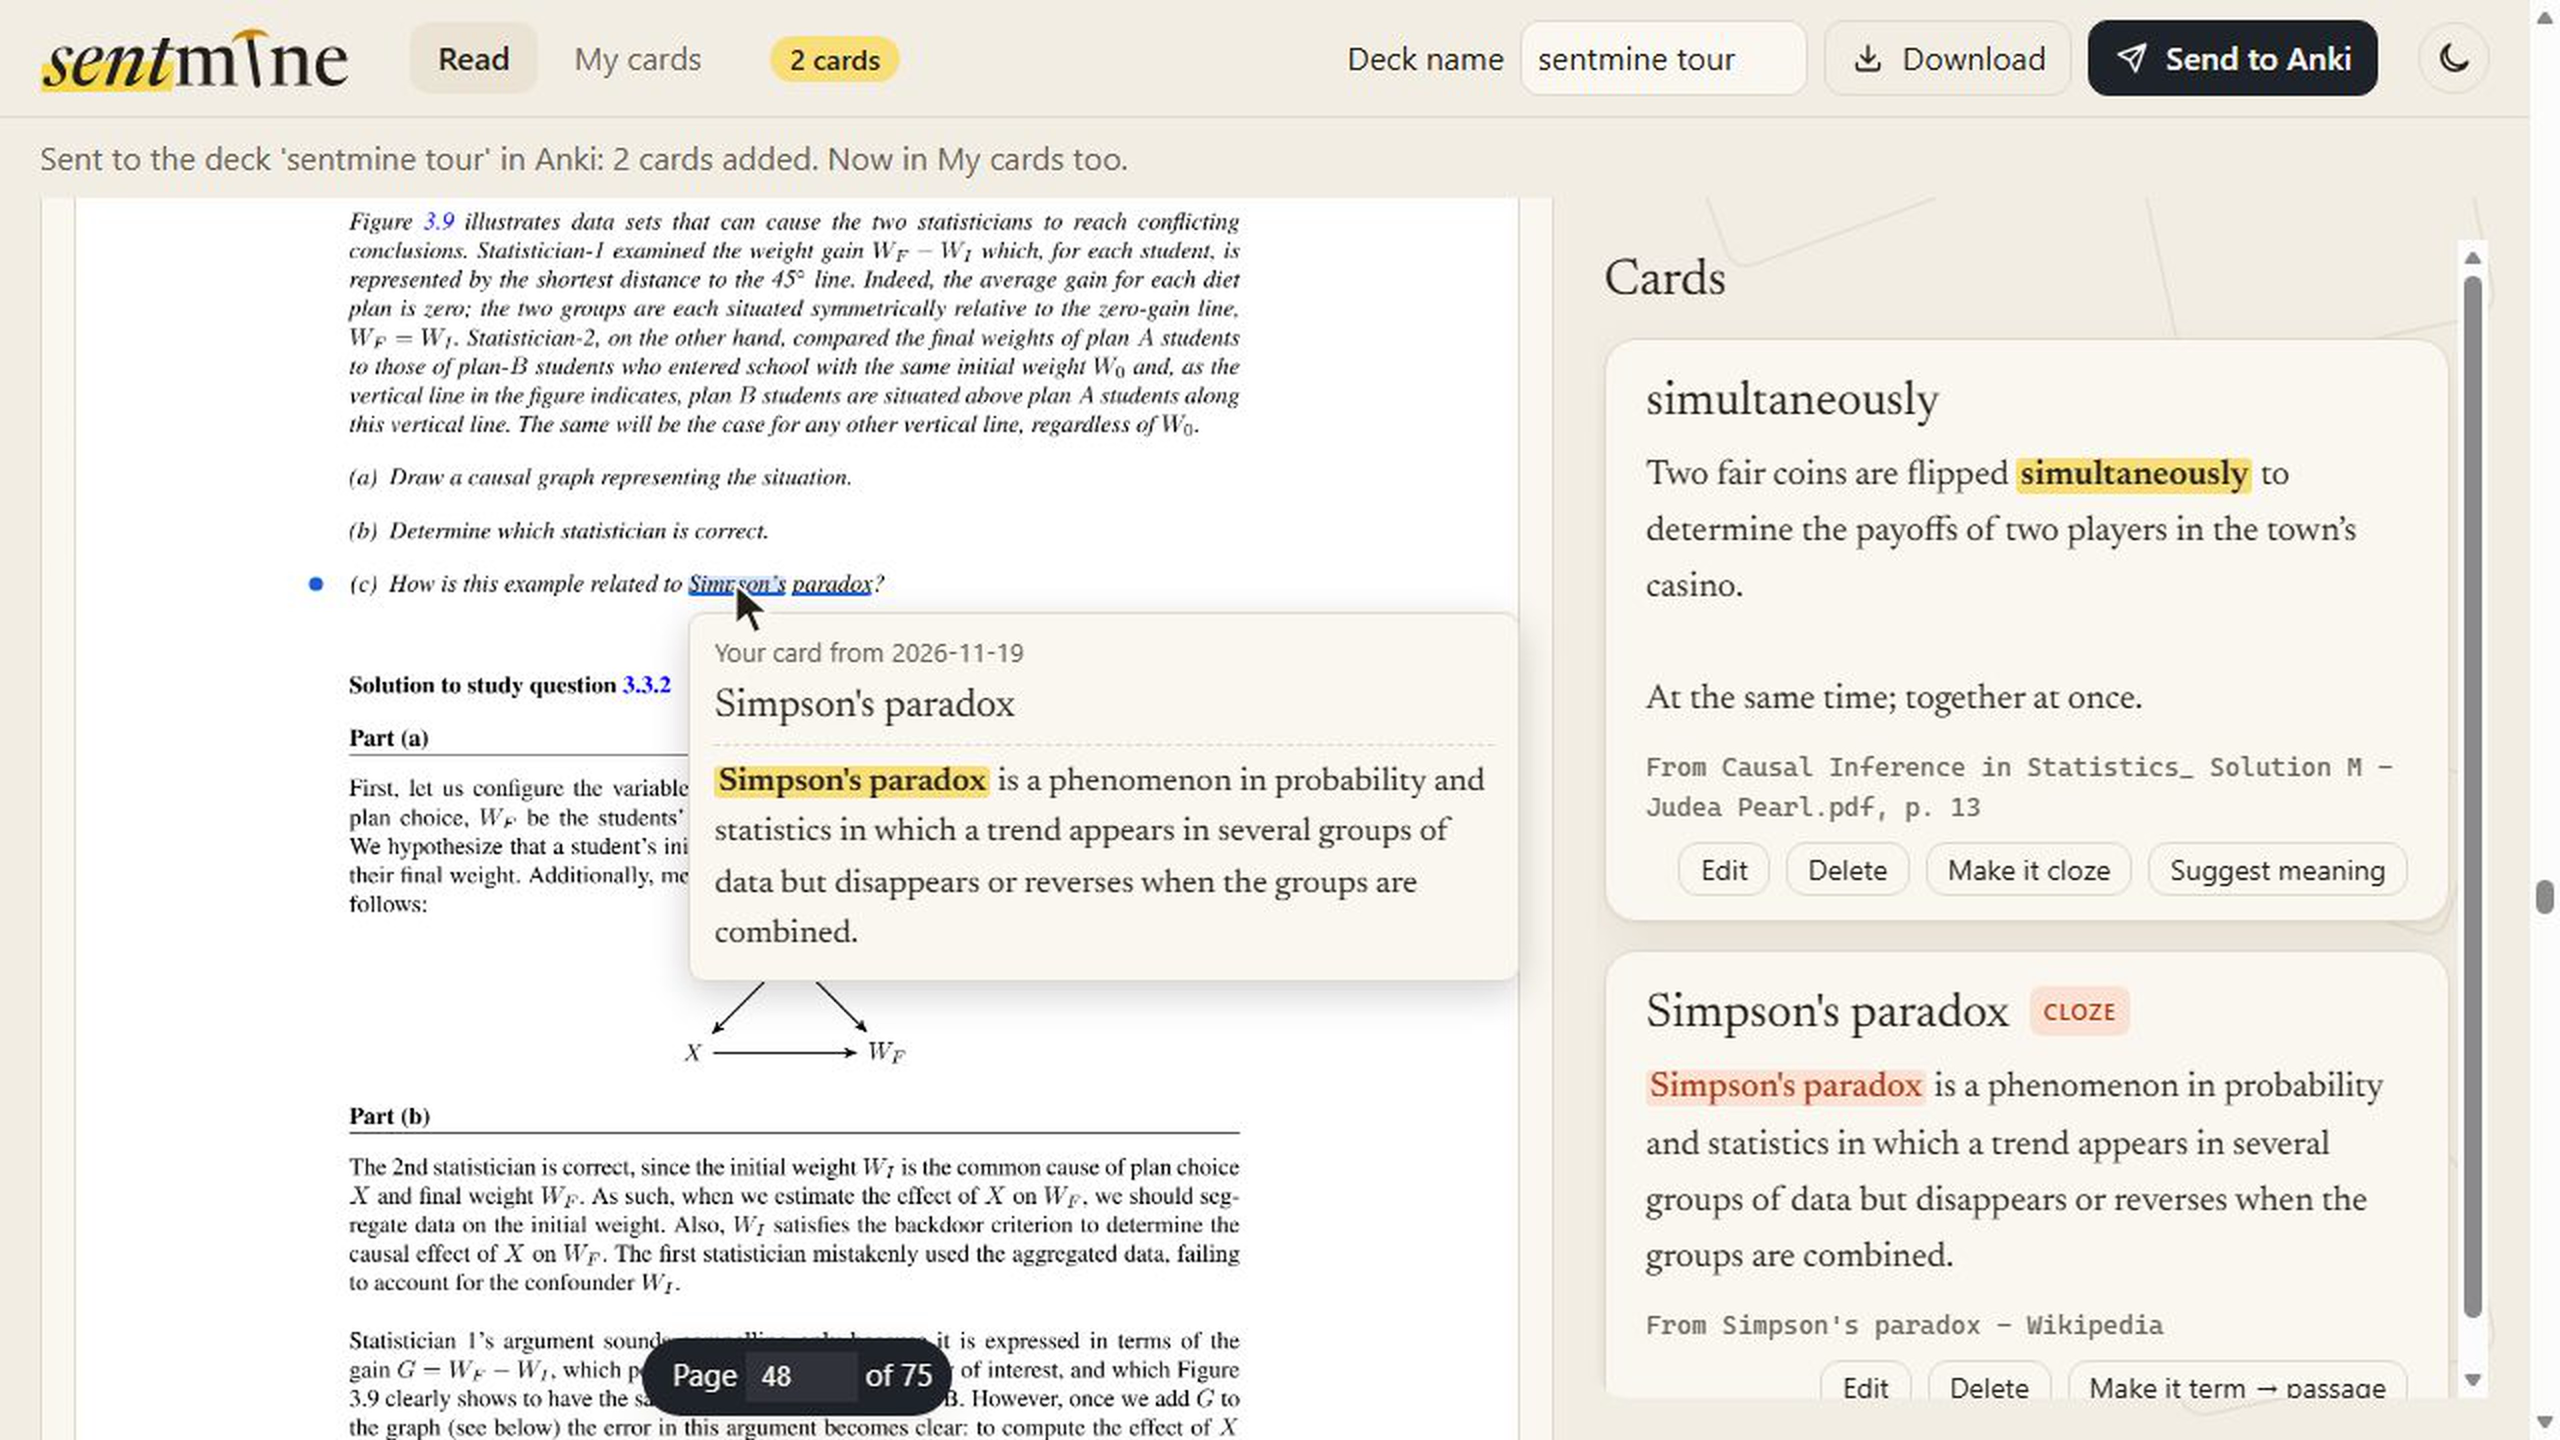 sentmine
Read
My cards
2 cards
Deck name
sentmine tour
Download
Send to Anki
Sent to the deck 'sentmine tour' in Anki: 2 cards added. Now in My cards too.
Figure 3.9 illustrates data sets that can cause the two statisticians to reach conflicting
conclusions. Statistician-1 examined the weight gain W_F − W_I which, for each student, is
represented by the shortest distance to the 45° line. Indeed, the average gain for each diet
plan is zero; the two groups are each situated symmetrically relative to the zero-gain line,
W_F = W_I. Statistician-2, on the other hand, compared the final weights of plan A students
to those of plan-B students who entered school with the same initial weight W_0 and, as the
vertical line in the figure indicates, plan B students are situated above plan A students along
this vertical line. The same will be the case for any other vertical line, regardless of W_0.
(a) Draw a causal graph representing the situation.
(b) Determine which statistician is correct.
(c) How is this example related to Simpson's paradox?
Your card from 2026-11-19
Simpson's paradox
Simpson's paradox is a phenomenon in probability and
statistics in which a trend appears in several groups of
data but disappears or reverses when the groups are
combined.
Solution to study question 3.3.2
Part (a)
First, let us configure the variable
plan choice, W_F be the students'
We hypothesize that a student's ini
their final weight. Additionally, me
follows:
X
W_F
Part (b)
The 2nd statistician is correct, since the initial weight W_I is the common cause of plan choice
X and final weight W_F. As such, when we estimate the effect of X on W_F, we should seg-
regate data on the initial weight. Also, W_I satisfies the backdoor criterion to determine the
causal effect of X on W_F. The first statistician mistakenly used the aggregated data, failing
to account for the confounder W_I.
Statistician 1's argument sounds it is expressed in terms of the
gain G = W_F − W_I, which p of interest, and which Figure
3.9 clearly shows to have the sa B. However, once we add G to
the graph (see below) the error in this argument becomes clear: to compute the effect of X
Page 48 of 75
Cards
simultaneously
Two fair coins are flipped simultaneously to
determine the payoffs of two players in the town's
casino.
At the same time; together at once.
From Causal Inference in Statistics_ Solution M –
Judea Pearl.pdf, p. 13
Edit
Delete
Make it cloze
Suggest meaning
Simpson's paradox
CLOZE
Simpson's paradox is a phenomenon in probability
and statistics in which a trend appears in several
groups of data but disappears or reverses when the
groups are combined.
From Simpson's paradox – Wikipedia
Edit
Delete
Make it term → passage